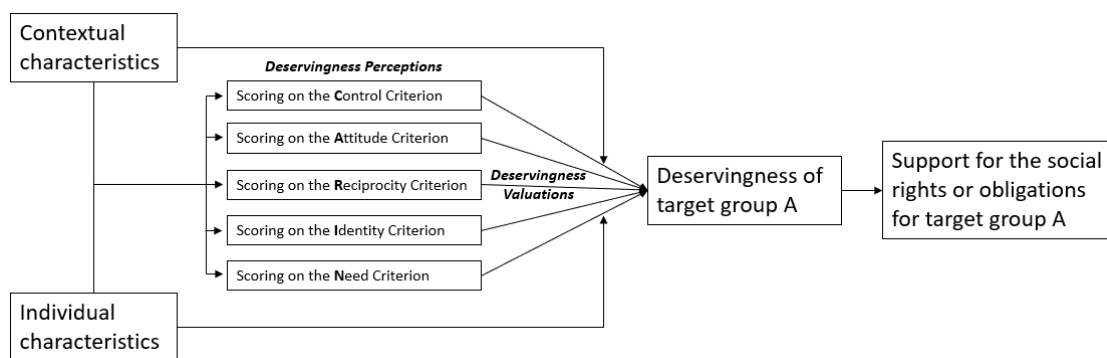 Contextual
characteristics
Deservingness Perceptions
Scoring on the Control Criterion
Scoring on the Attitude Criterion
Scoring on the Reciprocity Criterion
Scoring on the Identity Criterion
Scoring on the Need Criterion
Deservingness
Valuations
Individual
characteristics
Deservingness of
target group A
Support for the social
rights or obligations
for target group A